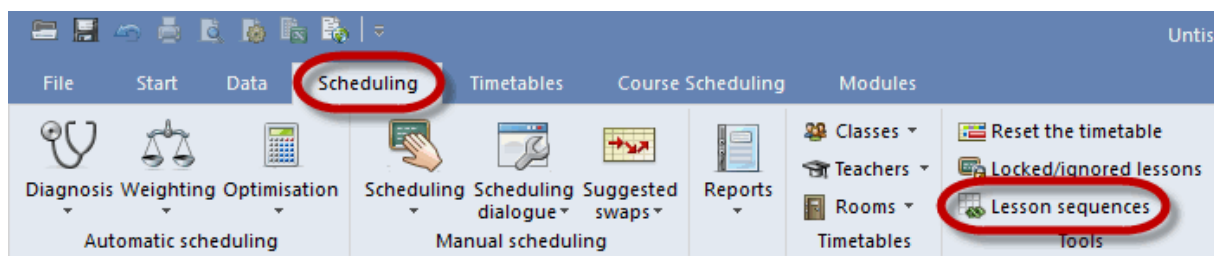 Untis
File Start Data Scheduling Timetables Course Scheduling Modules
Diagnosis Weighting Optimisation Scheduling Scheduling dialogue Suggested swaps Reports
Classes
Teachers
Rooms
Reset the timetable
Locked/ignored lessons
Lesson sequences
Automatic scheduling Manual scheduling Timetables Tools